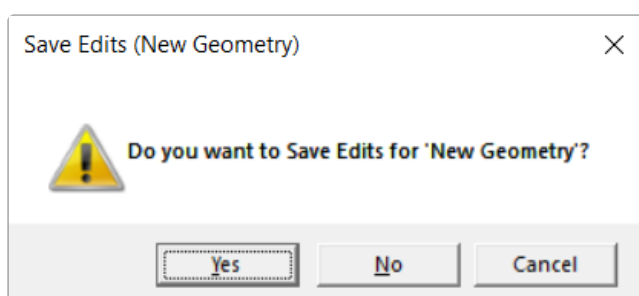 Save Edits (New Geometry)
Do you want to Save Edits for 'New Geometry'?
Yes No Cancel